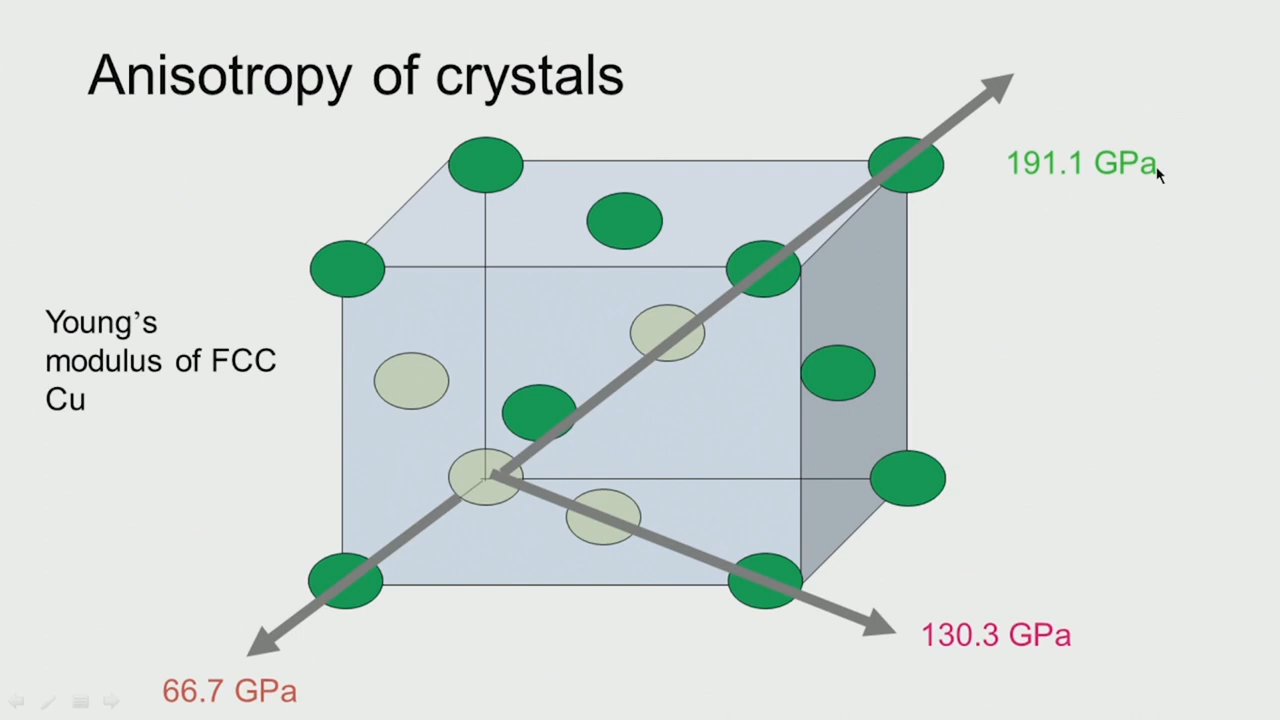 Anisotropy of crystals
191.1 GPa
Young’s
modulus of FCC
Cu
130.3 GPa
66.7 GPa